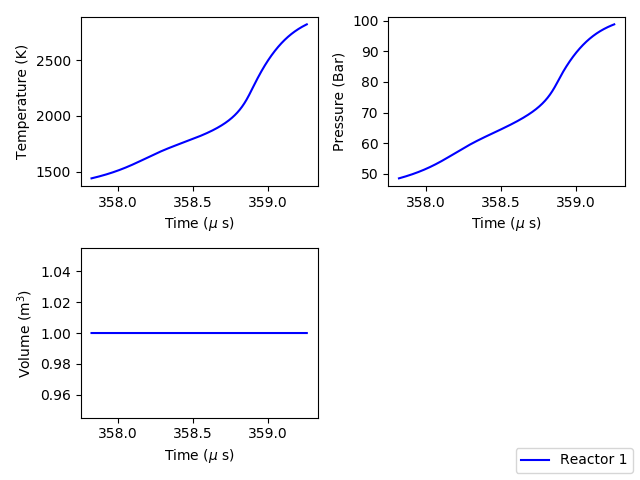 Temperature (K)
2500
2000
1500
358.0 358.5 359.0
Time (μ s)
Pressure (Bar)
100
90
80
70
60
50
358.0 358.5 359.0
Time (μ s)
Volume (m³)
1.04
1.02
1.00
0.98
0.96
358.0 358.5 359.0
Time (μ s)
Reactor 1